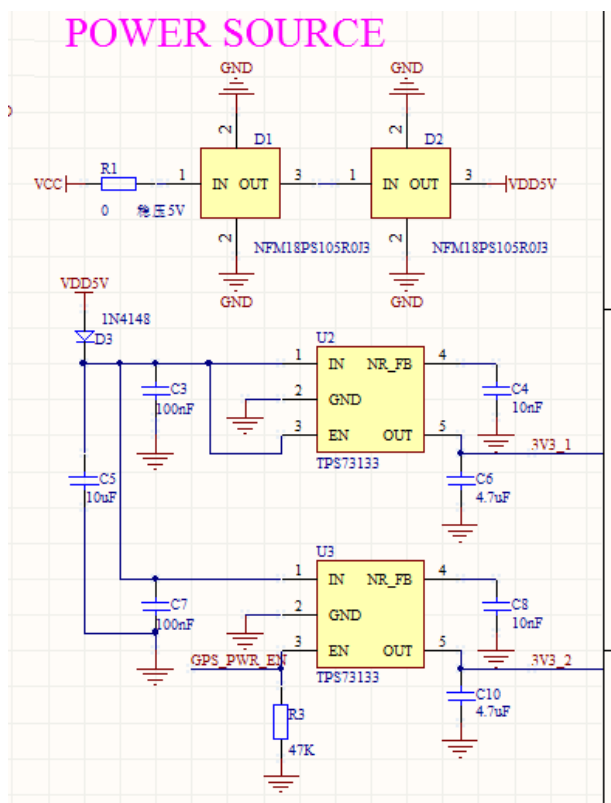 POWER SOURCE
GND
GND
2
2
D1
D2
R1
VCC
1
IN OUT
3
1
IN OUT
3
VDD5V
0
稳压5V
2
2
NFM18PS105R0J3
NFM18PS105R0J3
GND
GND
VDD5V
1N4148
D3
U2
1
IN
NR_FB
4
C3
100nF
2
GND
C4
10nF
3
EN
OUT
5
3V3_1
TPS73133
C5
10uF
C6
4.7uF
U3
1
IN
NR_FB
4
C7
100nF
2
GND
C8
10nF
3
EN
OUT
5
GPS_PWR_EN
3V3_2
TPS73133
C10
4.7uF
R3
47K